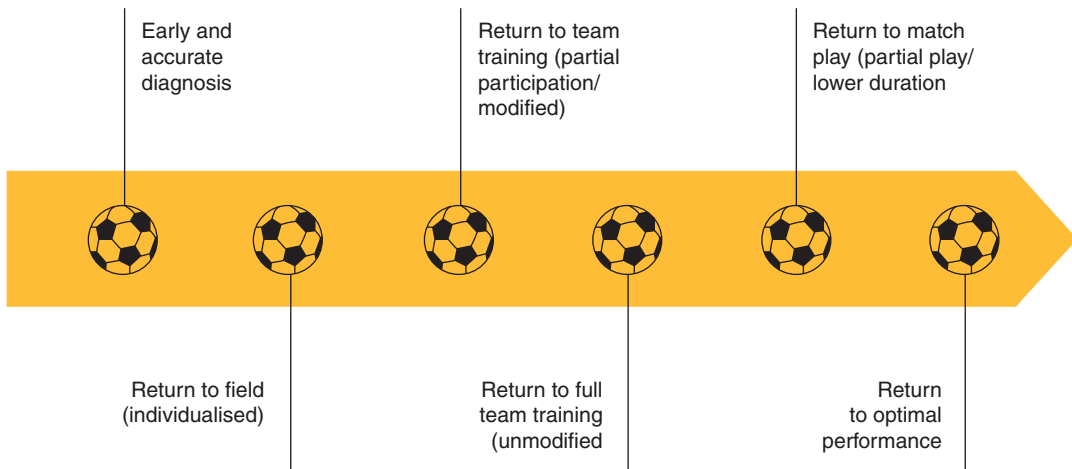 Early and
accurate
diagnosis
Return to team
training (partial
participation/
modified)
Return to match
play (partial play/
lower duration
Return to field
(individualised)
Return to full
team training
(unmodified
Return
to optimal
performance